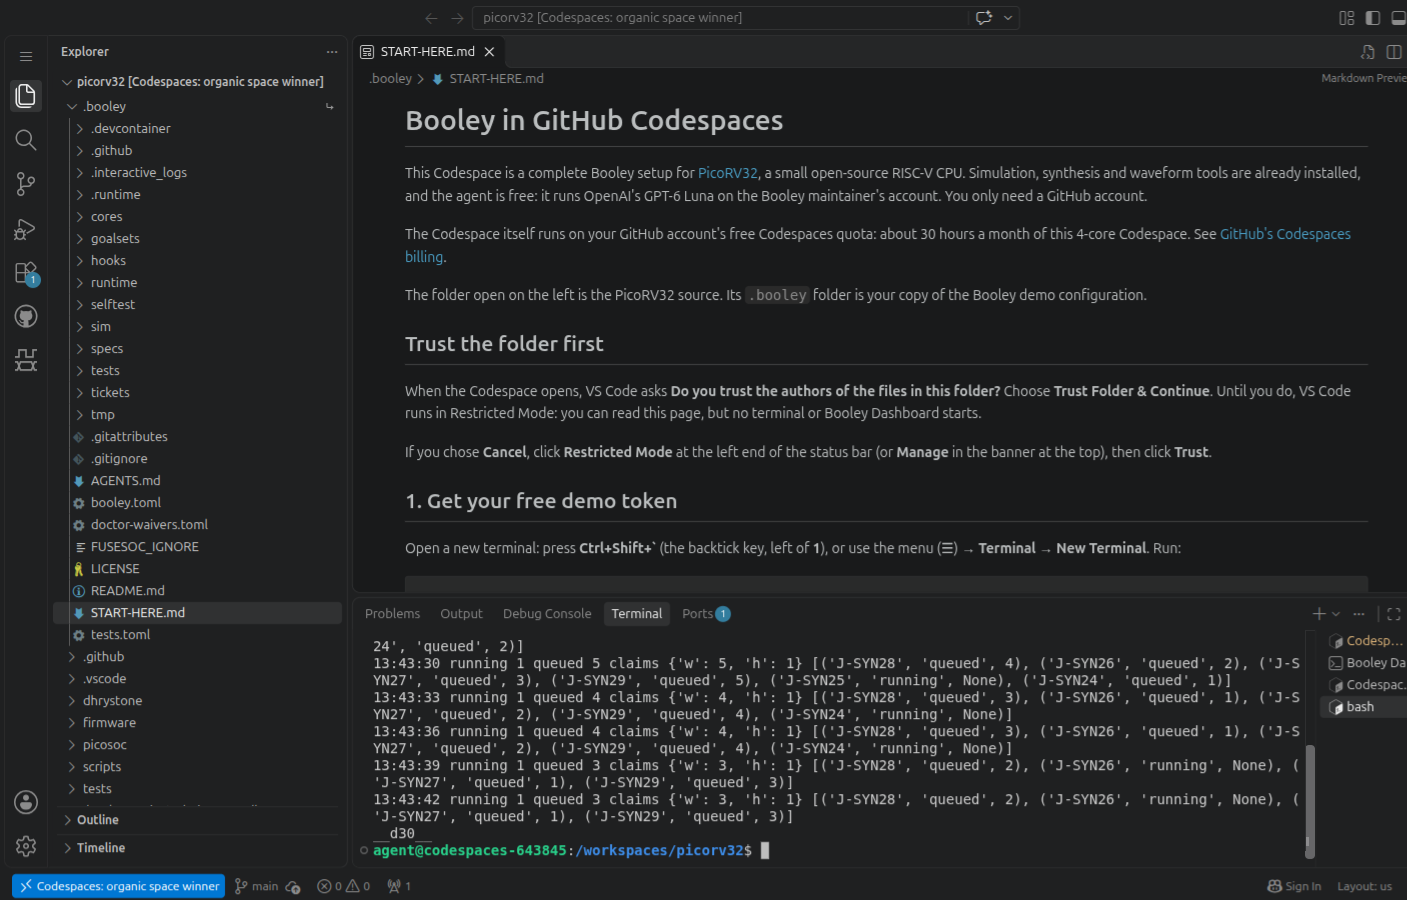 picorv32 [Codespaces: organic space winner]
Explorer
START-HERE.md
picorv32 [Codespaces: organic space winner]
.booley
.devcontainer
.github
.interactive_logs
.runtime
cores
goalsets
hooks
runtime
selftest
sim
specs
tests
tickets
tmp
.gitattributes
.gitignore
AGENTS.md
booley.toml
doctor-waivers.toml
FUSESOC_IGNORE
LICENSE
README.md
START-HERE.md
tests.toml
.github
.vscode
dhrystone
firmware
picosoc
scripts
tests
Outline
Timeline
1
.booley > START-HERE.md
Markdown Previe
Booley in GitHub Codespaces
This Codespace is a complete Booley setup for PicoRV32, a small open-source RISC-V CPU. Simulation, synthesis and waveform tools are already installed,
and the agent is free: it runs OpenAI's GPT-6 Luna on the Booley maintainer's account. You only need a GitHub account.
The Codespace itself runs on your GitHub account's free Codespaces quota: about 30 hours a month of this 4-core Codespace. See GitHub's Codespaces
billing.
The folder open on the left is the PicoRV32 source. Its .booley folder is your copy of the Booley demo configuration.
Trust the folder first
When the Codespace opens, VS Code asks Do you trust the authors of the files in this folder? Choose Trust Folder & Continue. Until you do, VS Code
runs in Restricted Mode: you can read this page, but no terminal or Booley Dashboard starts.
If you chose Cancel, click Restricted Mode at the left end of the status bar (or Manage in the banner at the top), then click Trust.
1. Get your free demo token
Open a new terminal: press Ctrl+Shift+` (the backtick key, left of 1), or use the menu (☰) → Terminal → New Terminal. Run:
Problems Output Debug Console Terminal Ports 1
24', 'queued', 2)]
13:43:30 running 1 queued 5 claims {'w': 5, 'h': 1} [('J-SYN28', 'queued', 4), ('J-SYN26', 'queued', 2), ('J-S
YN27', 'queued', 3), ('J-SYN29', 'queued', 5), ('J-SYN25', 'running', None), ('J-SYN24', 'queued', 1)]
13:43:33 running 1 queued 4 claims {'w': 4, 'h': 1} [('J-SYN28', 'queued', 3), ('J-SYN26', 'queued', 1), ('J-S
YN27', 'queued', 2), ('J-SYN29', 'queued', 4), ('J-SYN24', 'running', None)]
13:43:36 running 1 queued 4 claims {'w': 4, 'h': 1} [('J-SYN28', 'queued', 3), ('J-SYN26', 'queued', 1), ('J-S
YN27', 'queued', 2), ('J-SYN29', 'queued', 4), ('J-SYN24', 'running', None)]
13:43:39 running 1 queued 3 claims {'w': 3, 'h': 1} [('J-SYN28', 'queued', 2), ('J-SYN26', 'running', None), (
'J-SYN27', 'queued', 1), ('J-SYN29', 'queued', 3)]
13:43:42 running 1 queued 3 claims {'w': 3, 'h': 1} [('J-SYN28', 'queued', 2), ('J-SYN26', 'running', None), (
'J-SYN27', 'queued', 1), ('J-SYN29', 'queued', 3)]
__d30__
agent@codespaces-643845:/workspaces/picorv32$
Codesp...
Booley Da
Codespac.
bash
Codespaces: organic space winner main 0 0 1
Sign In Layout: us